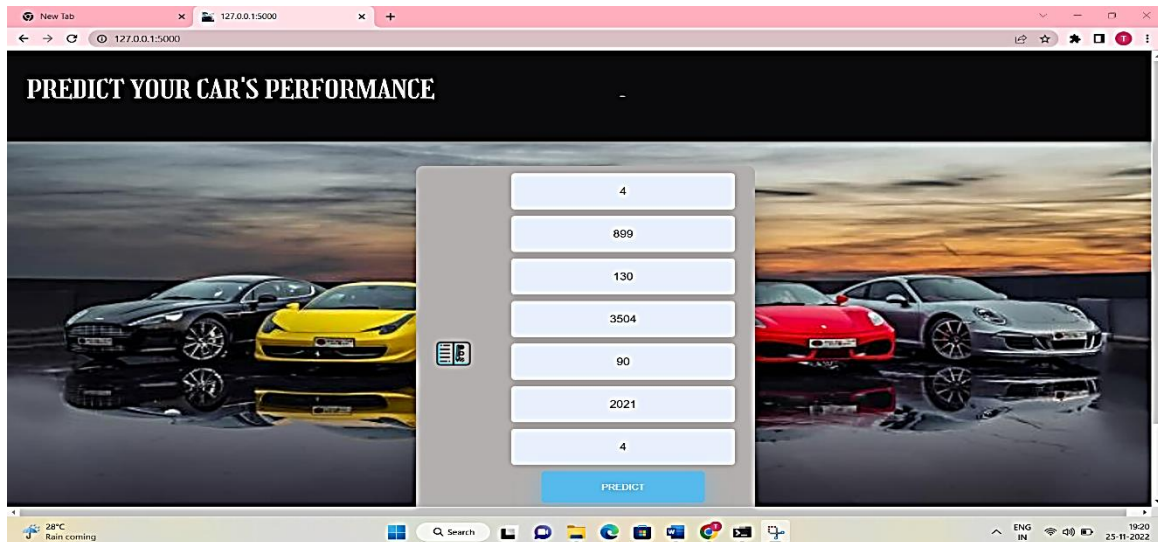 New Tab
127.0.0.1:5000
127.0.0.1:5000
T
PREDICT YOUR CAR'S PERFORMANCE
4
899
130
3504
90
2021
4
PREDICT
28°C
Rain coming
Search
ENG
IN
19:20
25-11-2022